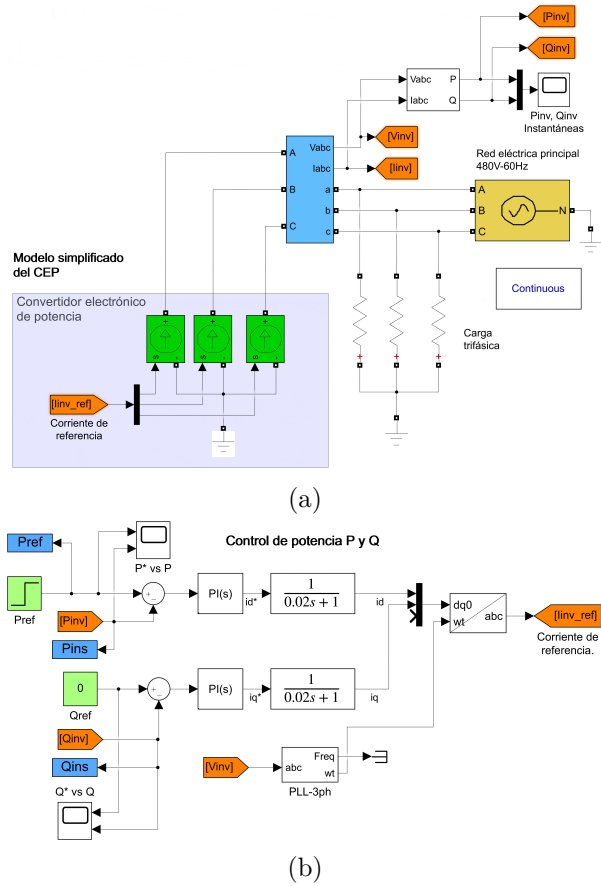 [Pinv]
[Qinv]
Vabc
P
Iabc
Q
Pinv, Qinv
Instantáneas
Vabc
[Vinv]
A
Iabc
[Iinv]
Red eléctrica principal
480V-60Hz
B
a
A
b
B
N
C
c
C
Modelo simplificado
del CEP
Continuous
Convertidor electrónico
de potencia
+
+
+
s
-
s
-
s
-
Carga
trifásica
+
+
+
[Iinv_ref]
Corriente de
referencia
(a)
Control de potencia P y Q
Pref
P* vs P
Pref
+
-
PI(s)
id*
1
0.02s + 1
id
[Pinv]
Pins
dq0
wt
abc
[Iinv_ref]
Corriente de
referencia.
0
Qref
+
-
PI(s)
iq*
1
0.02s + 1
iq
[Qinv]
Qins
Q* vs Q
[Vinv]
abc
Freq
wt
PLL-3ph
(b)